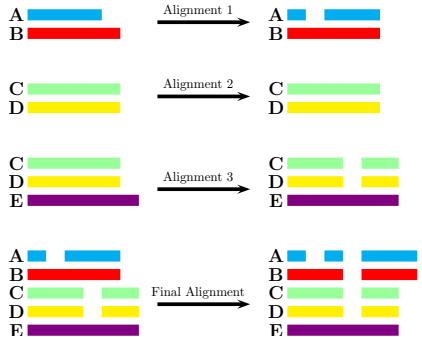 Alignment 1
A A
B B
Alignment 2
C C
D D
C C
Alignment 3
D D
E E
A A
B B
Final Alignment
C C
D D
E E